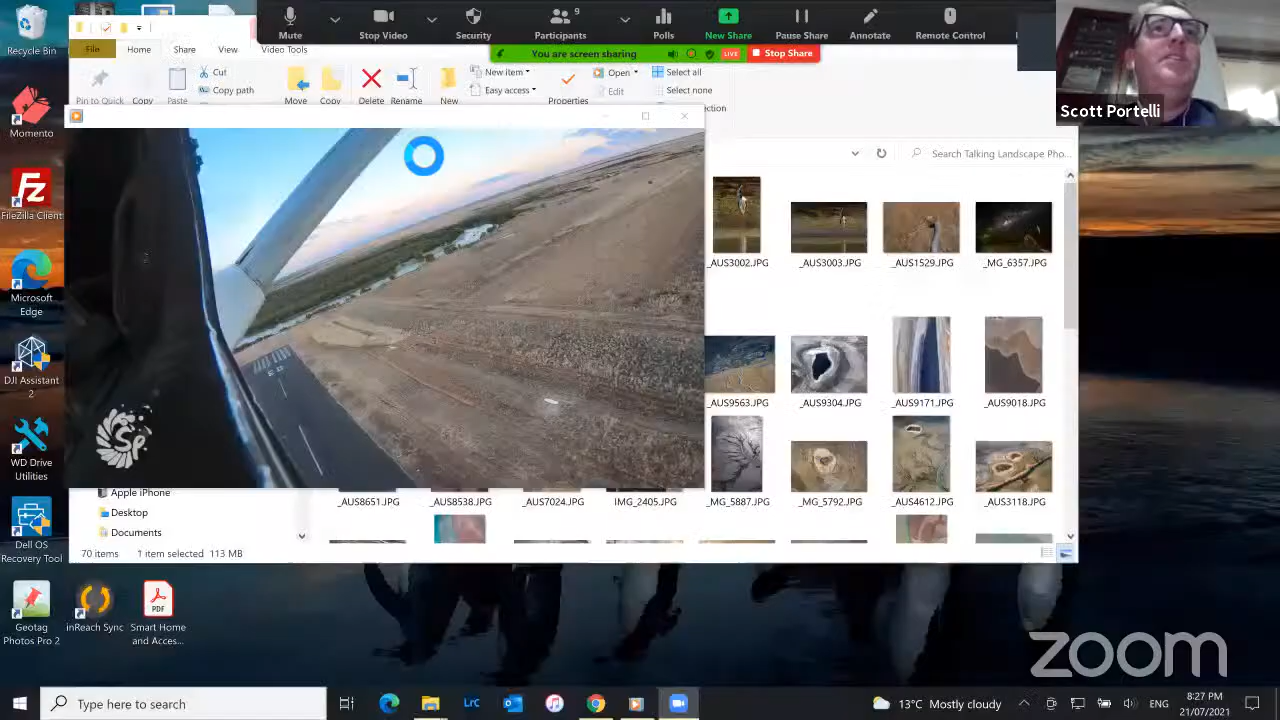 9
Mute
Stop Video
Security
Participants
Polls
New Share
Pause Share
Annotate
Remote Control
You are screen sharing
LIVE
Stop Share
Scott Portelli
File
Home
Share
View
Video Tools
Pin to Quick
Copy
Paste
Cut
Copy path
Move
Copy
Delete
Rename
New
New item
Easy access
Properties
Open
Edit
Select all
Select none
Search Talking Landscape Pho...
_AUS3002.JPG
_AUS3003.JPG
_AUS1529.JPG
_MG_6357.JPG
_AUS9563.JPG
_AUS9304.JPG
_AUS9171.JPG
_AUS9018.JPG
_AUS8651.JPG
_AUS8538.JPG
_AUS7024.JPG
IMG_2405.JPG
_MG_5887.JPG
_MG_5792.JPG
_AUS4612.JPG
_AUS3118.JPG
Sp
Apple iPhone
Desktop
Documents
70 items
1 item selected 113 MB
Recycle Bin
Momento
FileZilla Client
Microsoft
Edge
DJI Assistant
2
WD Drive
Utilities
Dell OS
Recovery Tool
Geotag
Photos Pro 2
inReach Sync
PDF
Smart Home
and Acces...
zoom
Type here to search
LrC
13°C Mostly cloudy
ENG
8:27 PM
21/07/2021